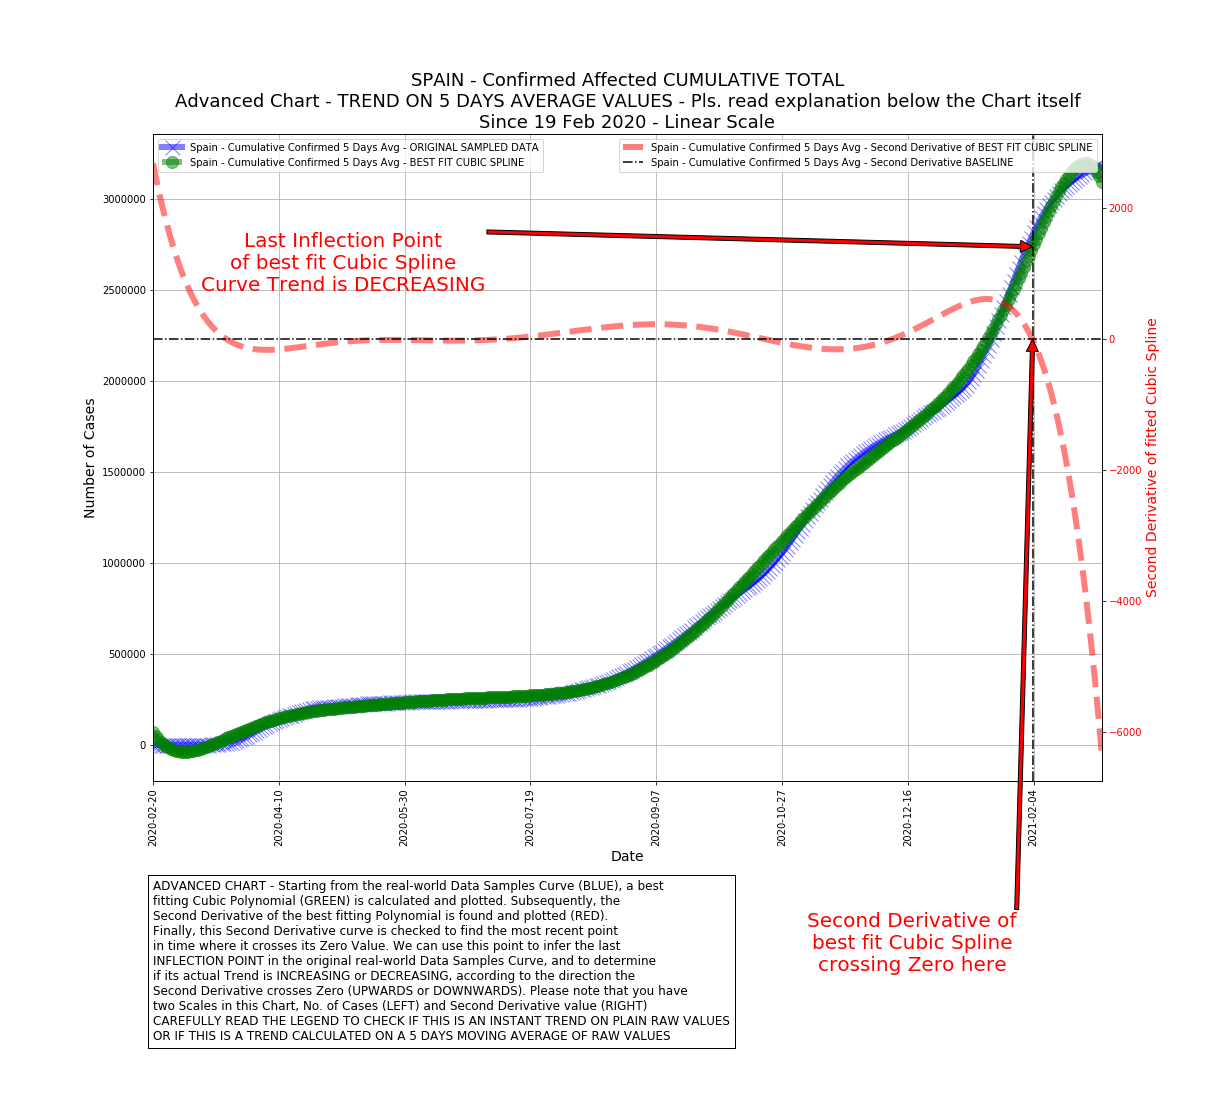 SPAIN - Confirmed Affected CUMULATIVE TOTAL
Advanced Chart - TREND ON 5 DAYS AVERAGE VALUES - Pls. read explanation below the Chart itself
Since 19 Feb 2020 - Linear Scale
Spain - Cumulative Confirmed 5 Days Avg - ORIGINAL SAMPLED DATA
Spain - Cumulative Confirmed 5 Days Avg - BEST FIT CUBIC SPLINE
Spain - Cumulative Confirmed 5 Days Avg - Second Derivative of BEST FIT CUBIC SPLINE
Spain - Cumulative Confirmed 5 Days Avg - Second Derivative BASELINE
Last Inflection Point
of best fit Cubic Spline
Curve Trend is DECREASING
Number of Cases
3000000
2500000
2000000
1500000
1000000
500000
0
2000
0
−2000
−4000
−6000
Second Derivative of fitted Cubic Spline
2020-02-20
2020-04-10
2020-05-30
2020-07-19
2020-09-07
2020-10-27
2020-12-16
2021-02-04
Date
ADVANCED CHART - Starting from the real-world Data Samples Curve (BLUE), a best
fitting Cubic Polynomial (GREEN) is calculated and plotted. Subsequently, the
Second Derivative of the best fitting Polynomial is found and plotted (RED).
Finally, this Second Derivative curve is checked to find the most recent point
in time where it crosses its Zero Value. We can use this point to infer the last
INFLECTION POINT in the original real-world Data Samples Curve, and to determine
if its actual Trend is INCREASING or DECREASING, according to the direction the
Second Derivative crosses Zero (UPWARDS or DOWNWARDS). Please note that you have
two Scales in this Chart, No. of Cases (LEFT) and Second Derivative value (RIGHT)
CAREFULLY READ THE LEGEND TO CHECK IF THIS IS AN INSTANT TREND ON PLAIN RAW VALUES
OR IF THIS IS A TREND CALCULATED ON A 5 DAYS MOVING AVERAGE OF RAW VALUES
Second Derivative of
best fit Cubic Spline
crossing Zero here